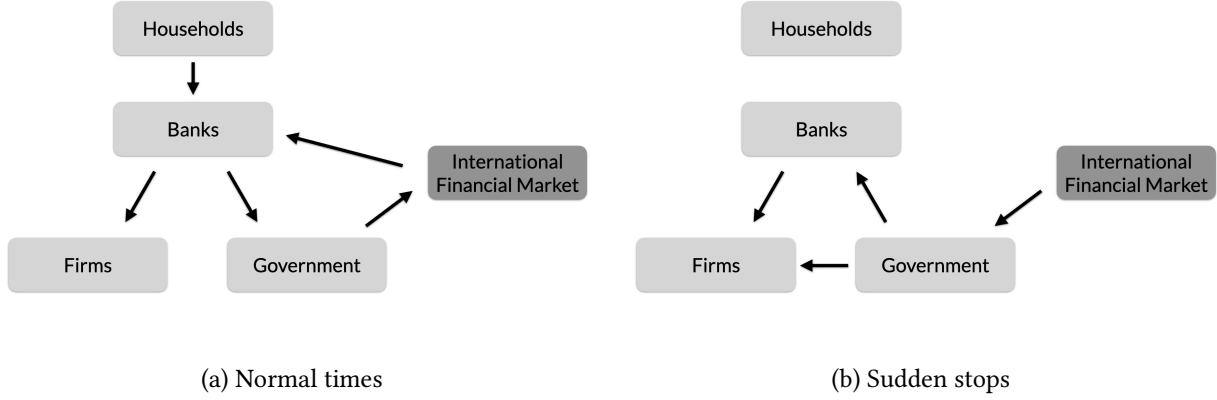 Households
Banks
International
Financial Market
Firms
Government
(a) Normal times
Households
Banks
International
Financial Market
Firms
Government
(b) Sudden stops